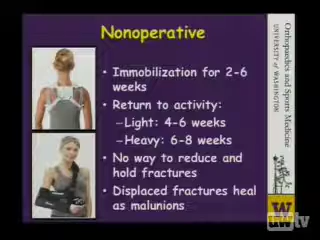 Nonoperative
• Immobilization for 2-6
weeks
• Return to activity:
–Light: 4-6 weeks
–Heavy: 6-8 weeks
• No way to reduce and
hold fractures
• Displaced fractures heal
as malunions
Orthopaedics and Sports Medicine
UNIVERSITY of WASHINGTON
W
tv